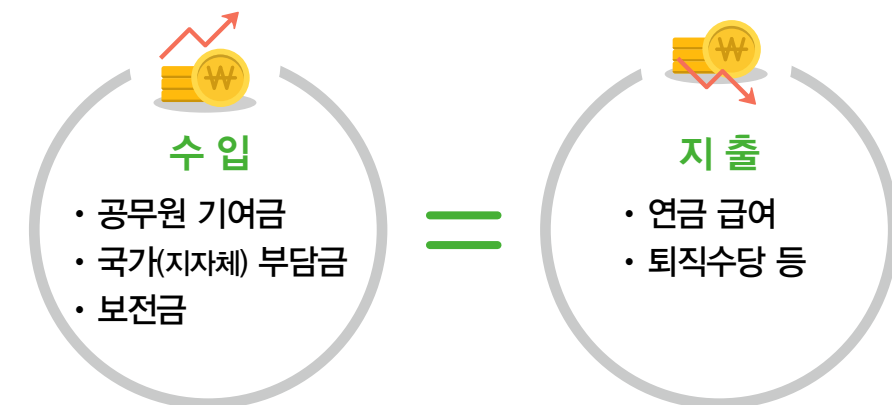 수 입
• 공무원 기여금
• 국가(지자체) 부담금
• 보전금
=
지 출
• 연금 급여
• 퇴직수당 등